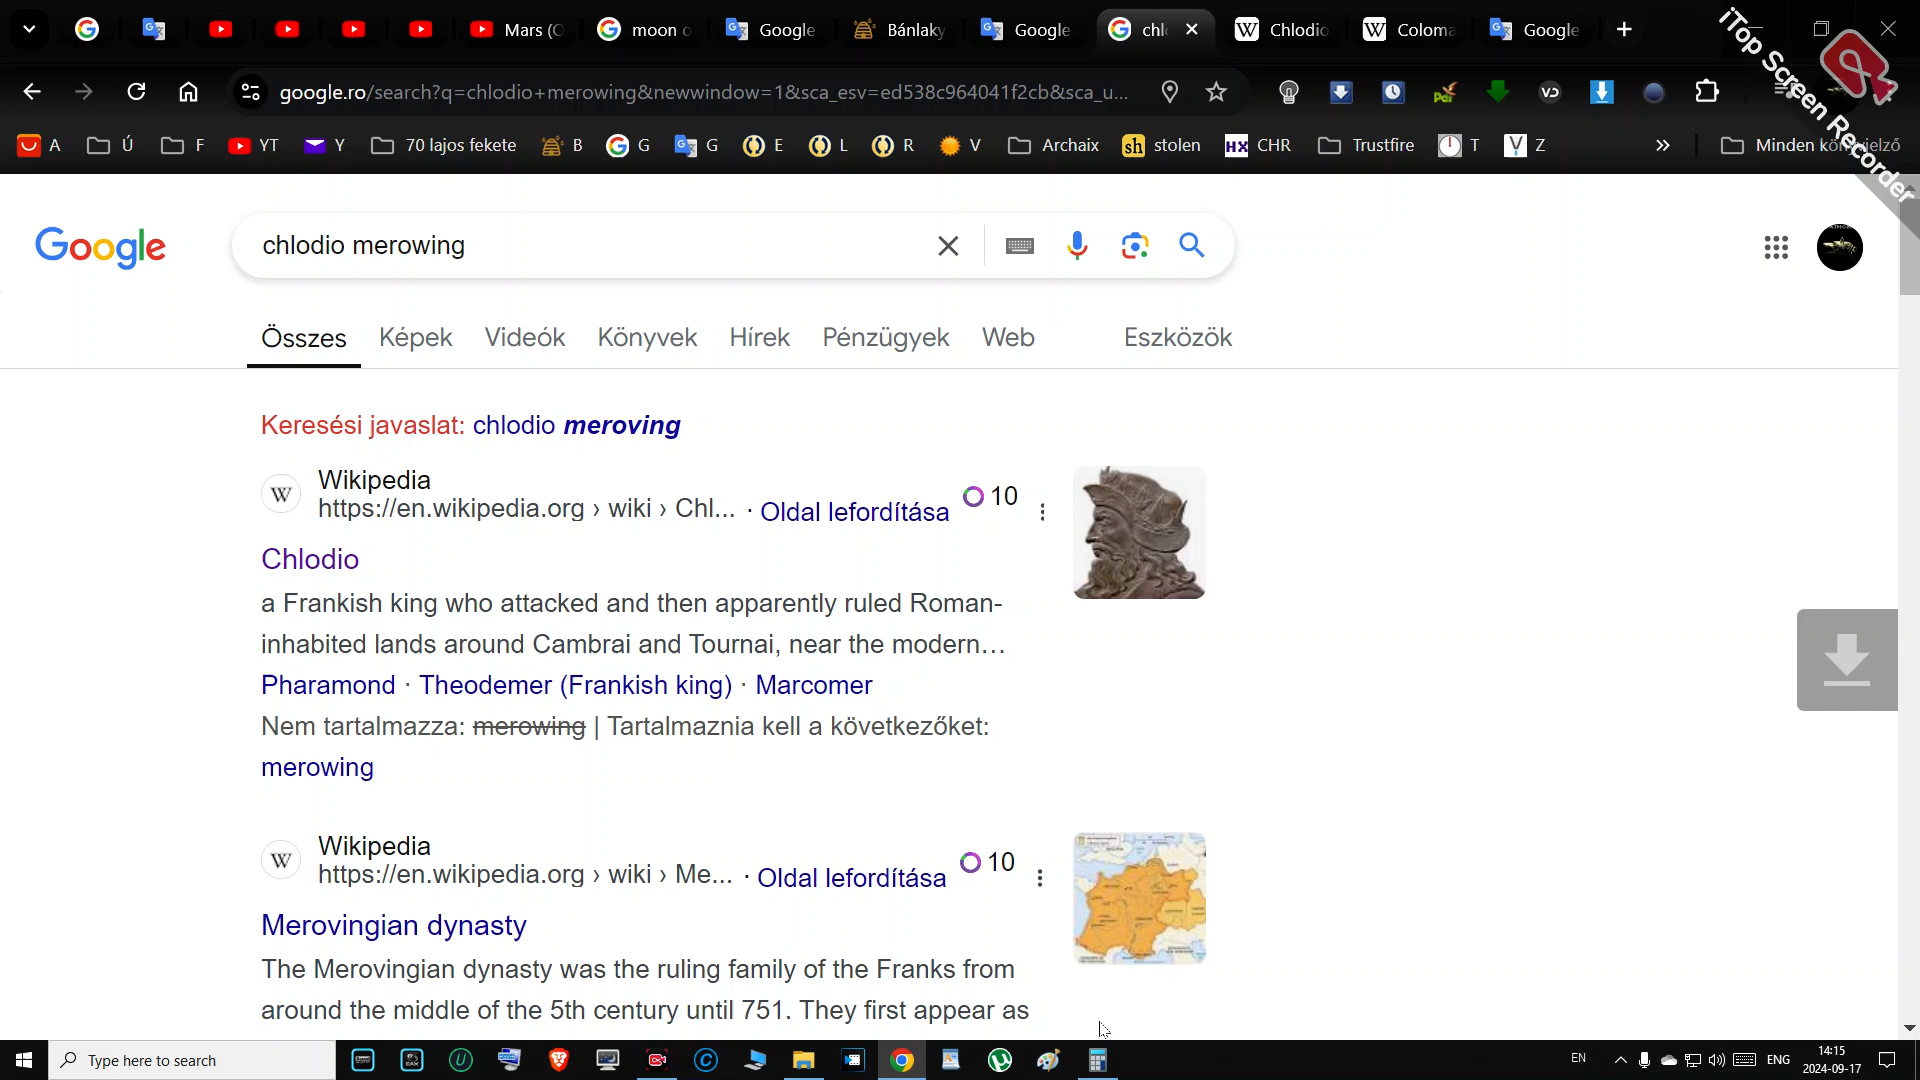 Mars (O
moon o
Google
Bánlaky
Google
chl
Chlodio
Coloma
Google
google.ro/search?q=chlodio+merowing&newwindow=1&sca_esv=ed538c964041f2cb&sca_u...
iTop Screen Recorder
A
Ú
F
YT
Y
70 lajos fekete
B
G
G
E
L
R
V
Archaix
sh stolen
HX CHR
Trustfire
T
Z
»
Minden könyvjelző
Google
chlodio merowing
Összes Képek Videók Könyvek Hírek Pénzügyek Web Eszközök
Keresési javaslat: chlodio meroving
W
Wikipedia
https://en.wikipedia.org › wiki › Chl... · Oldal lefordítása
10
Chlodio
a Frankish king who attacked and then apparently ruled Roman-
inhabited lands around Cambrai and Tournai, near the modern...
Pharamond · Theodemer (Frankish king) · Marcomer
Nem tartalmazza: merowing | Tartalmaznia kell a következőket:
merowing
W
Wikipedia
https://en.wikipedia.org › wiki › Me... · Oldal lefordítása
10
Merovingian dynasty
The Merovingian dynasty was the ruling family of the Franks from
around the middle of the 5th century until 751. They first appear as
Type here to search
EN
ENG
14:15
2024-09-17